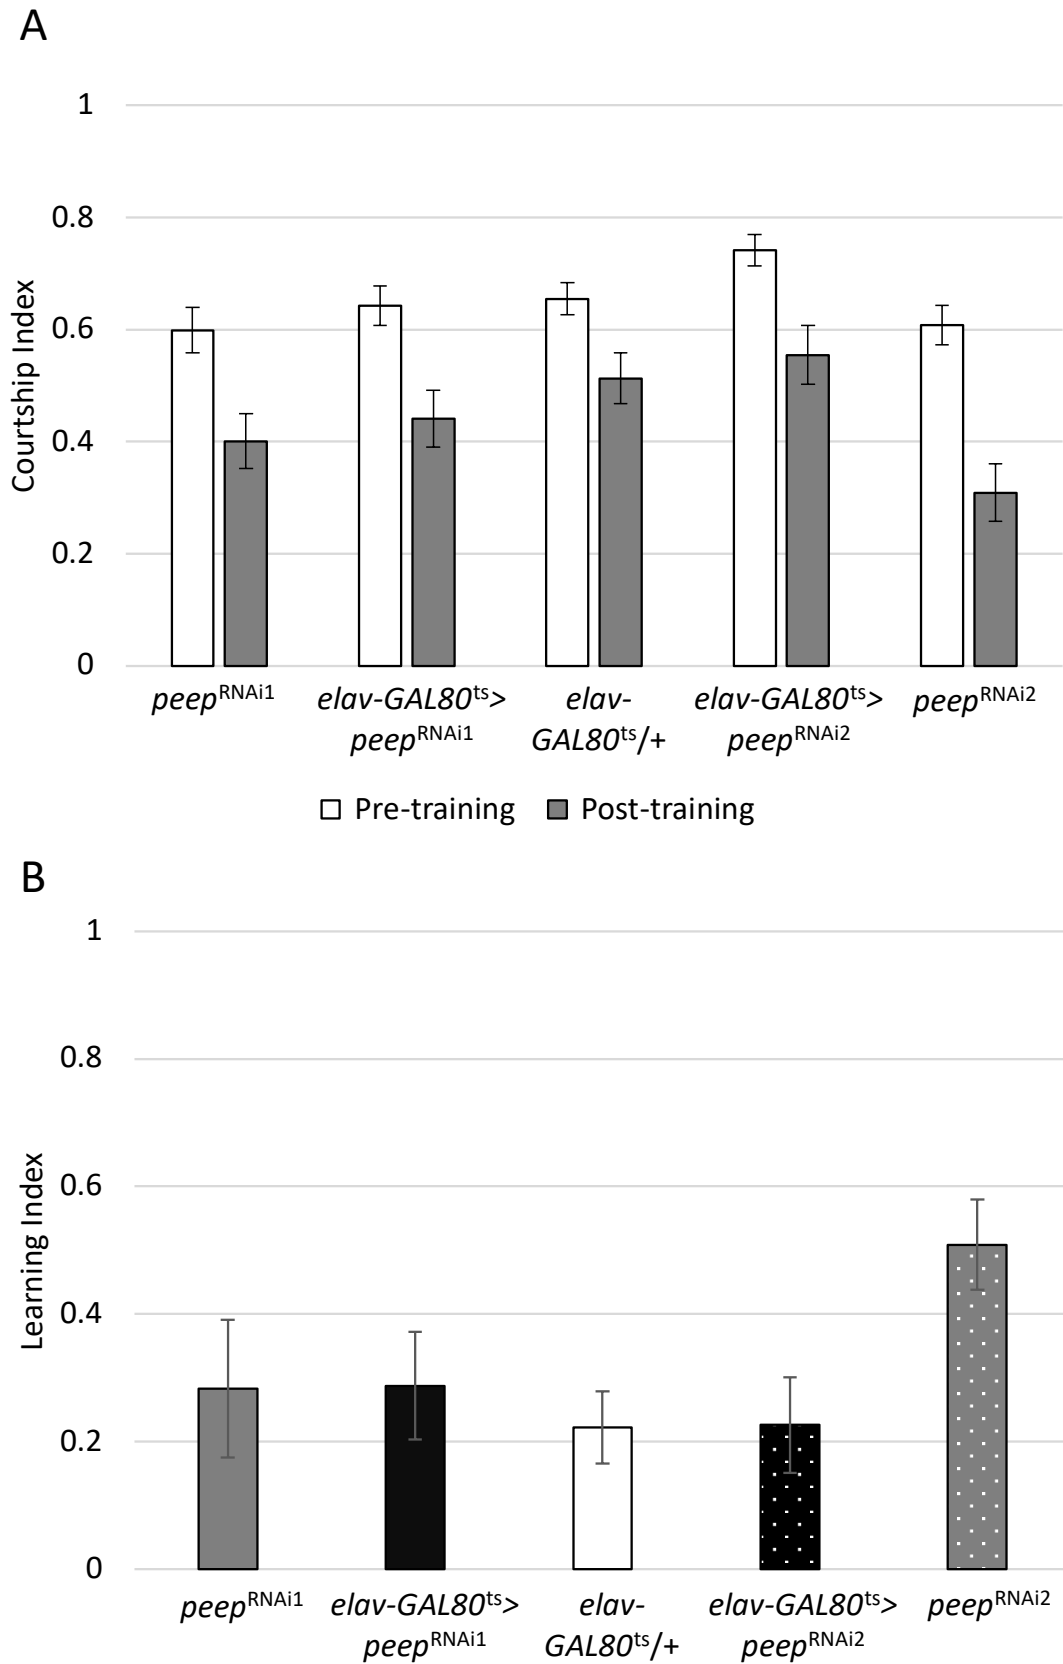 A
1
0.8
0.6
0.4
0.2
0
Courtship Index
peepRNAi1
elav-GAL80ts>
peepRNAi1
elav-
GAL80ts/+
elav-GAL80ts>
peepRNAi2
peepRNAi2
Pre-training
Post-training
B
1
0.8
0.6
0.4
0.2
0
Learning Index
peepRNAi1
elav-GAL80ts>
peepRNAi1
elav-
GAL80ts/+
elav-GAL80ts>
peepRNAi2
peepRNAi2